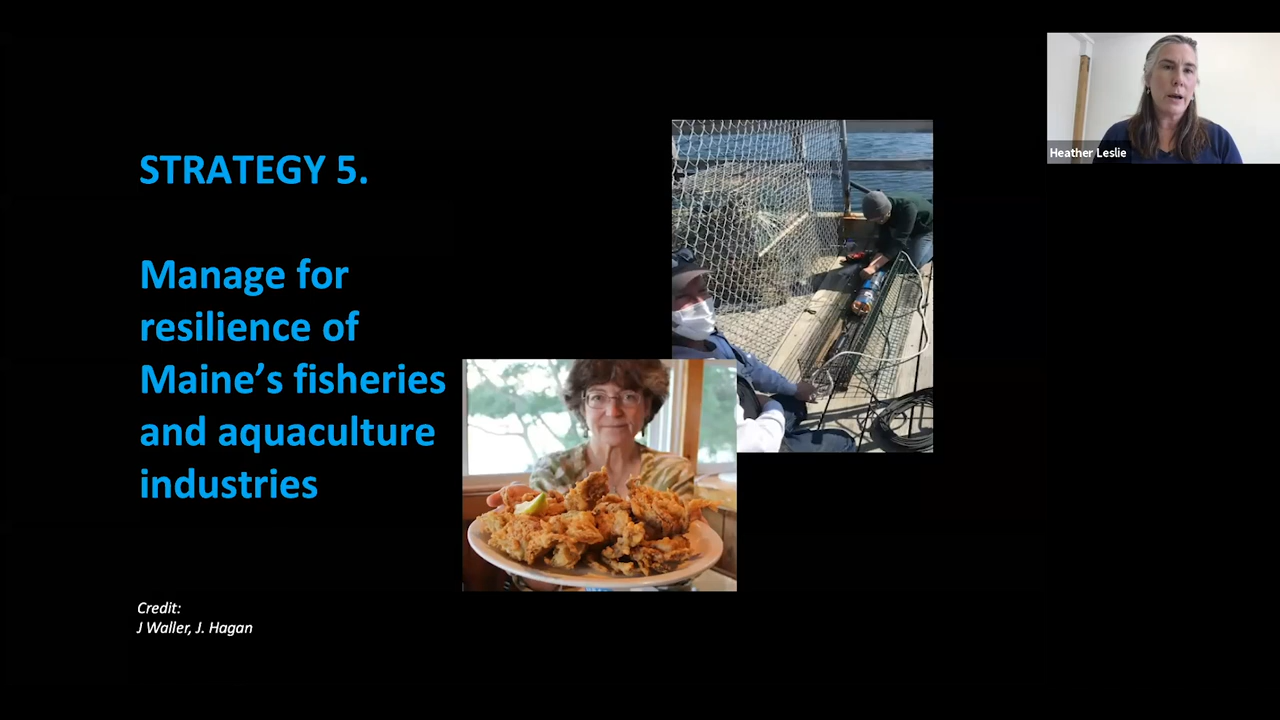 STRATEGY 5.
Manage for
resilience of
Maine's fisheries
and aquaculture
industries
Credit:
J Waller, J. Hagan
Heather Leslie